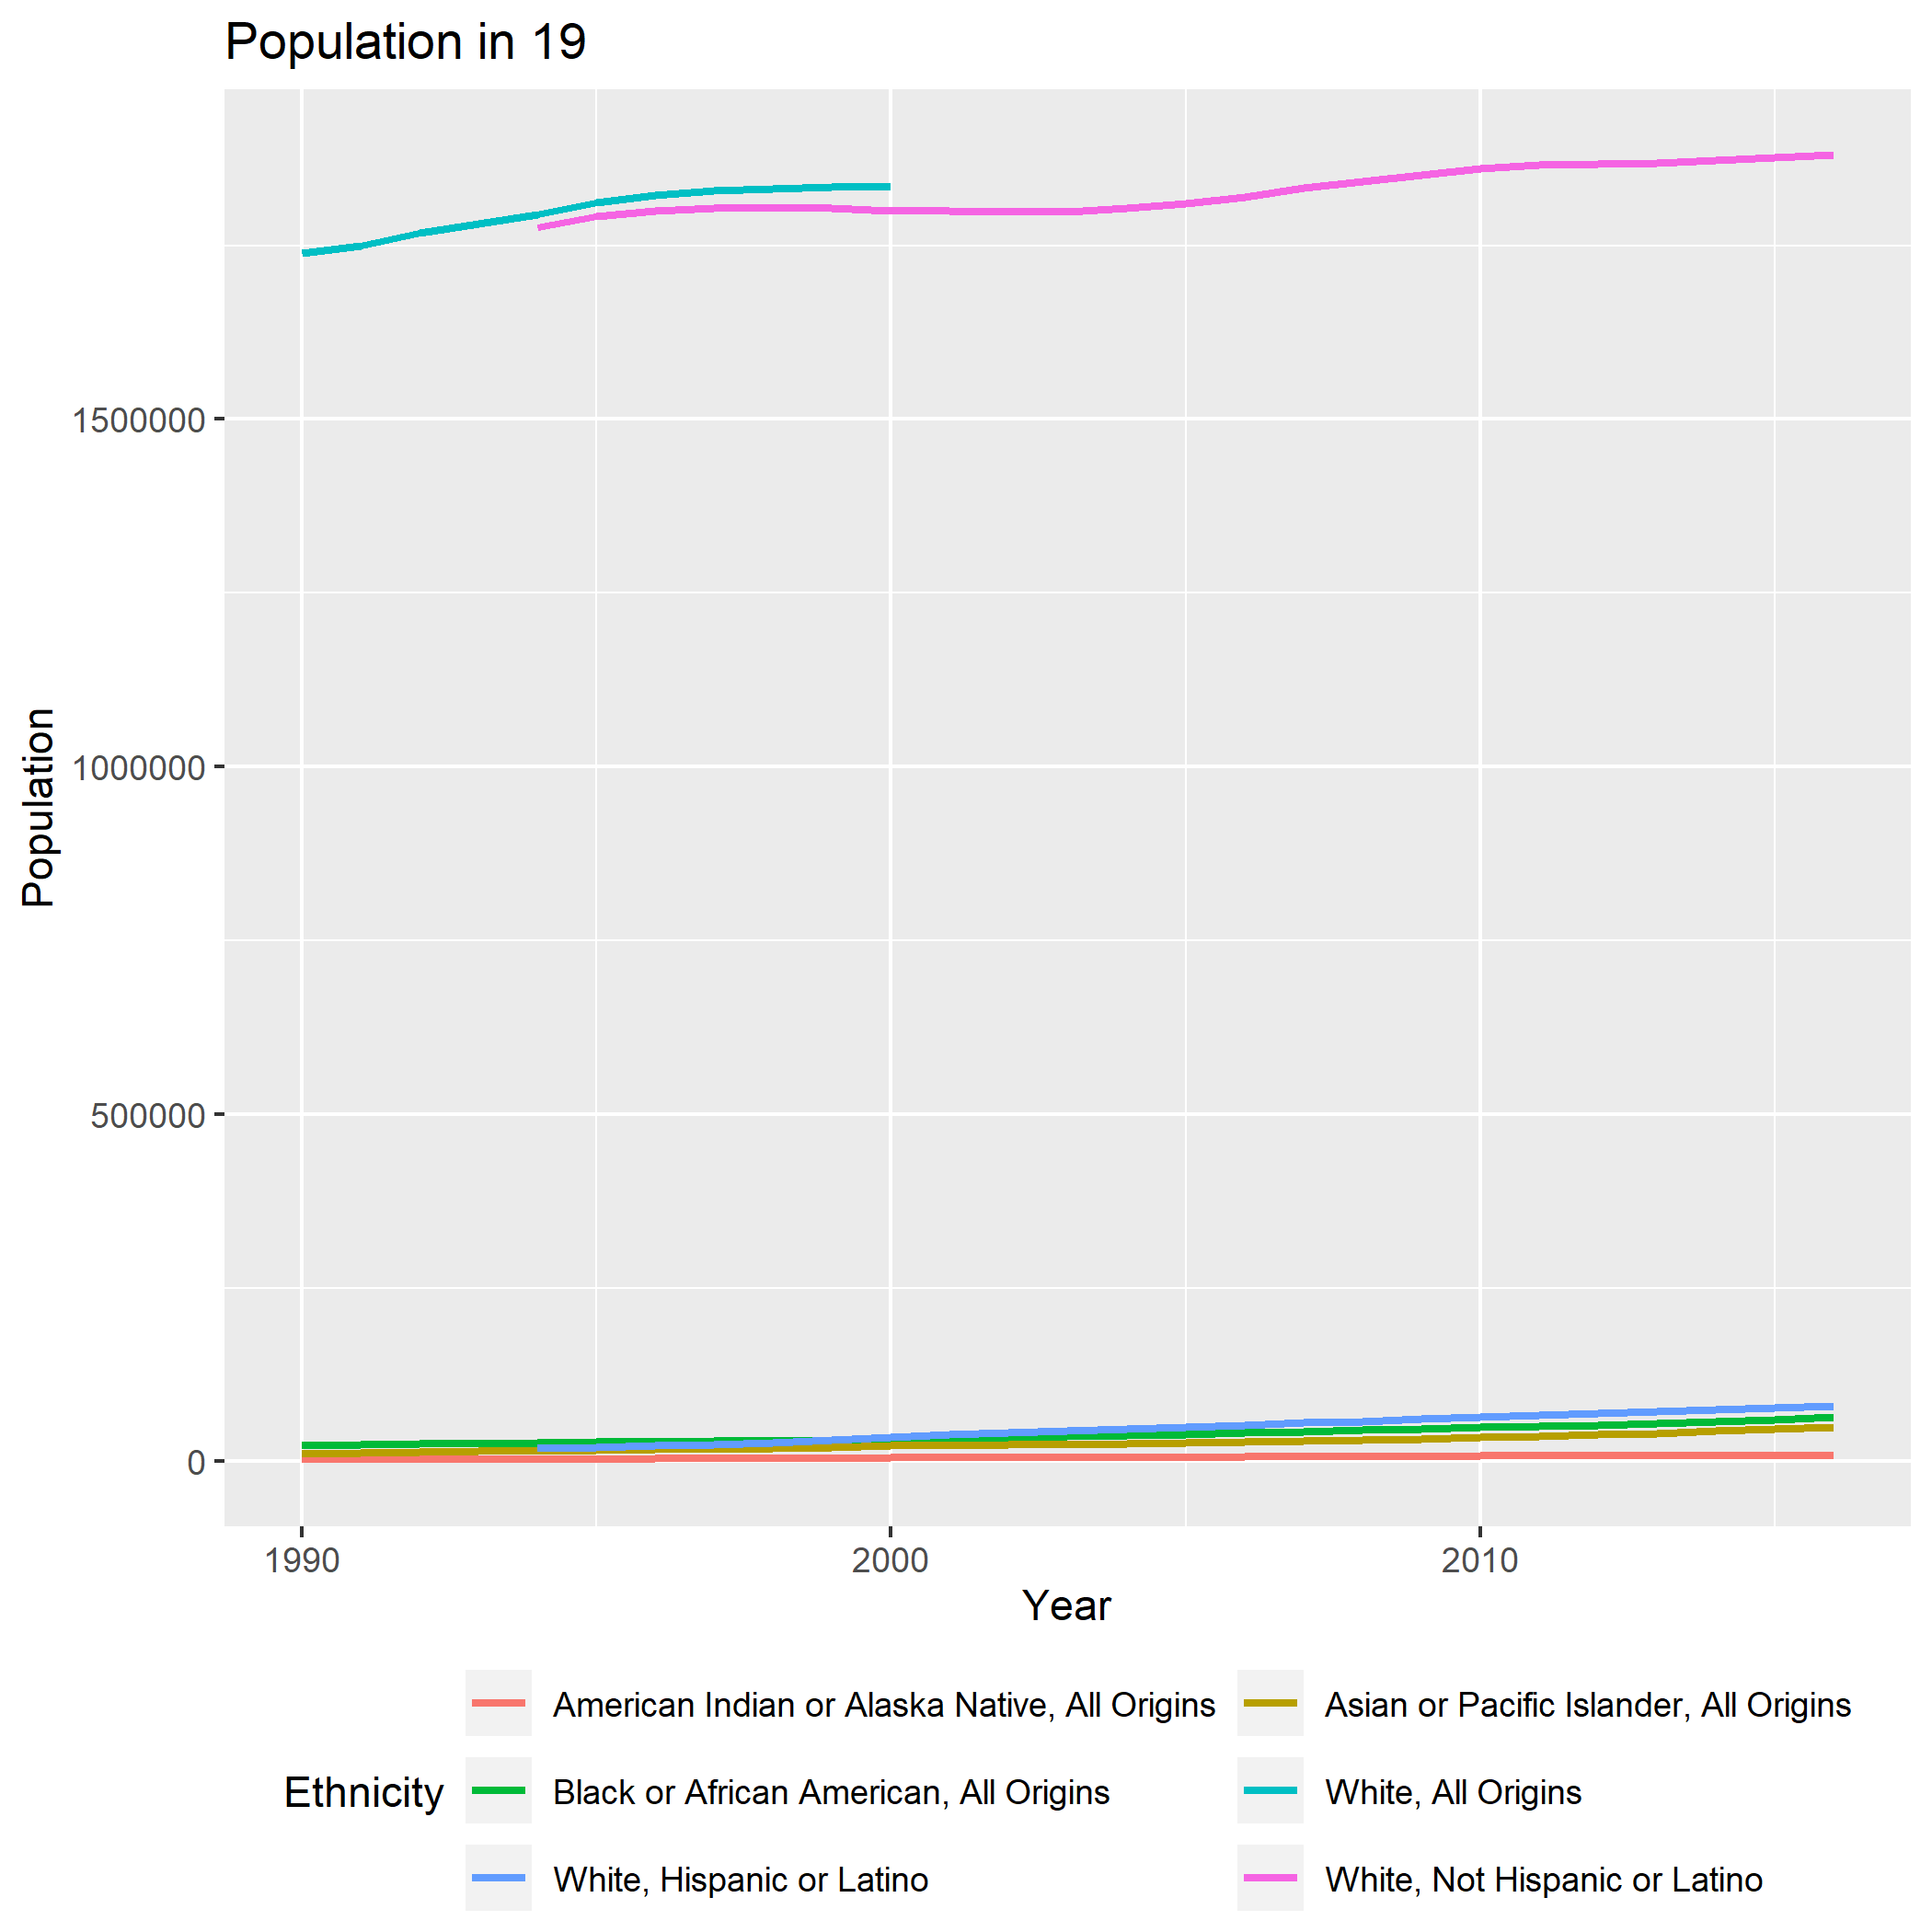 Population in 19
Population
1500000
1000000
500000
0
1990 2000 2010
Year
Ethnicity
American Indian or Alaska Native, All Origins
Asian or Pacific Islander, All Origins
Black or African American, All Origins
White, All Origins
White, Hispanic or Latino
White, Not Hispanic or Latino